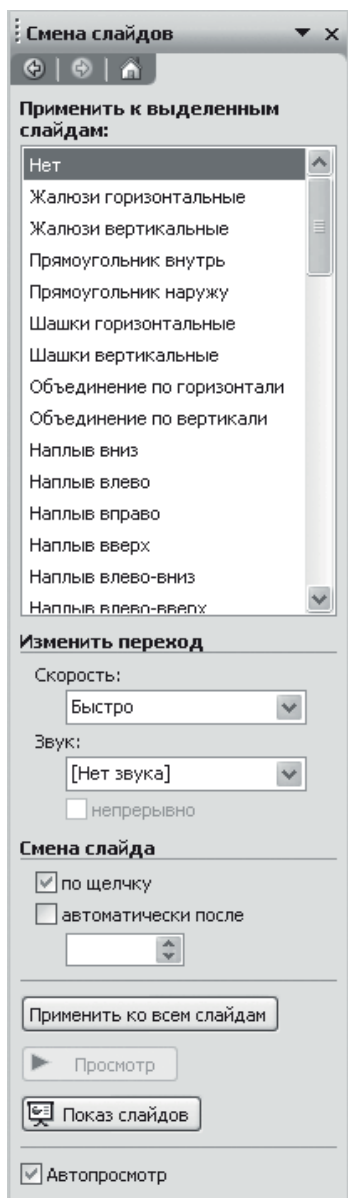 Смена слайдов
Применить к выделенным
слайдам:
Нет
Жалюзи горизонтальные
Жалюзи вертикальные
Прямоугольник внутрь
Прямоугольник наружу
Шашки горизонтальные
Шашки вертикальные
Объединение по горизонтали
Объединение по вертикали
Наплыв вниз
Наплыв влево
Наплыв вправо
Наплыв вверх
Наплыв влево-вниз
Наплыв влево-вверх
Изменить переход
Скорость:
Быстро
Звук:
[Нет звука]
непрерывно
Смена слайда
по щелчку
автоматически после
Применить ко всем слайдам
Просмотр
Показ слайдов
Автопросмотр